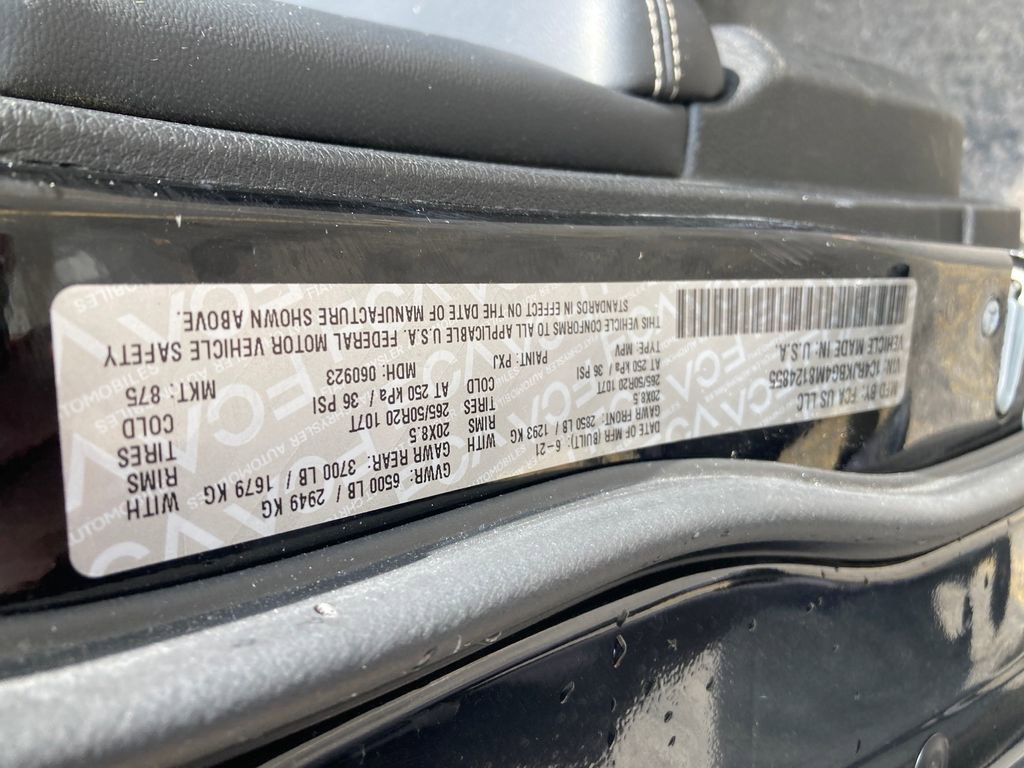 MFD BY: FCA US LLC
DATE OF MFR (BUILT): 6-21
GVWR: 6500 LB / 2949 KG
GAWR FRONT: 2850 LB / 1293 KG WITH
GAWR REAR: 3700 LB / 1679 KG WITH
20X8.5 RIMS
20X8.5 RIMS
265/50R20 107T TIRES
265/50R20 107T TIRES
AT 250 kPa / 36 PSI COLD
AT 250 kPa / 36 PSI COLD
VEHICLE MADE IN: U.S.A.
TYPE: MPV
PAINT: PXJ
MDH: 060923
MKT: 875
THIS VEHICLE CONFORMS TO ALL APPLICABLE U.S.A. FEDERAL MOTOR VEHICLE SAFETY
STANDARDS IN EFFECT ON THE DATE OF MANUFACTURE SHOWN ABOVE.
FCA